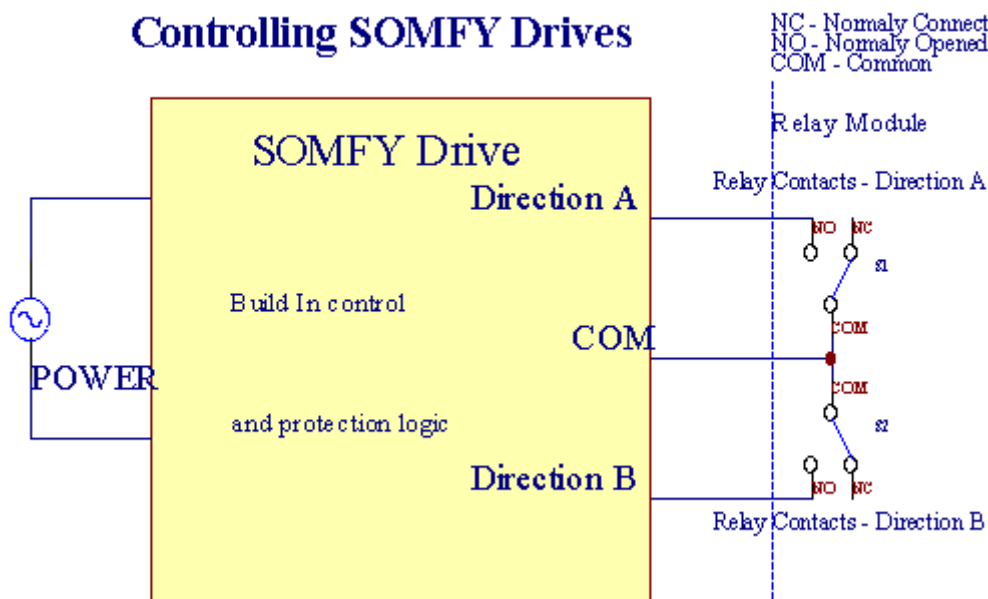 Controlling SOMFY Drives
NC - Normaly Connect
NO - Normaly Opened
COM - Common
Relay Module
SOMFY Drive
Relay Contacts - Direction A
Direction A
NO
NC
S1
Build In control
COM
COM
POWER
COM
and protection logic
S2
Direction B
NO
NC
Relay Contacts - Direction B